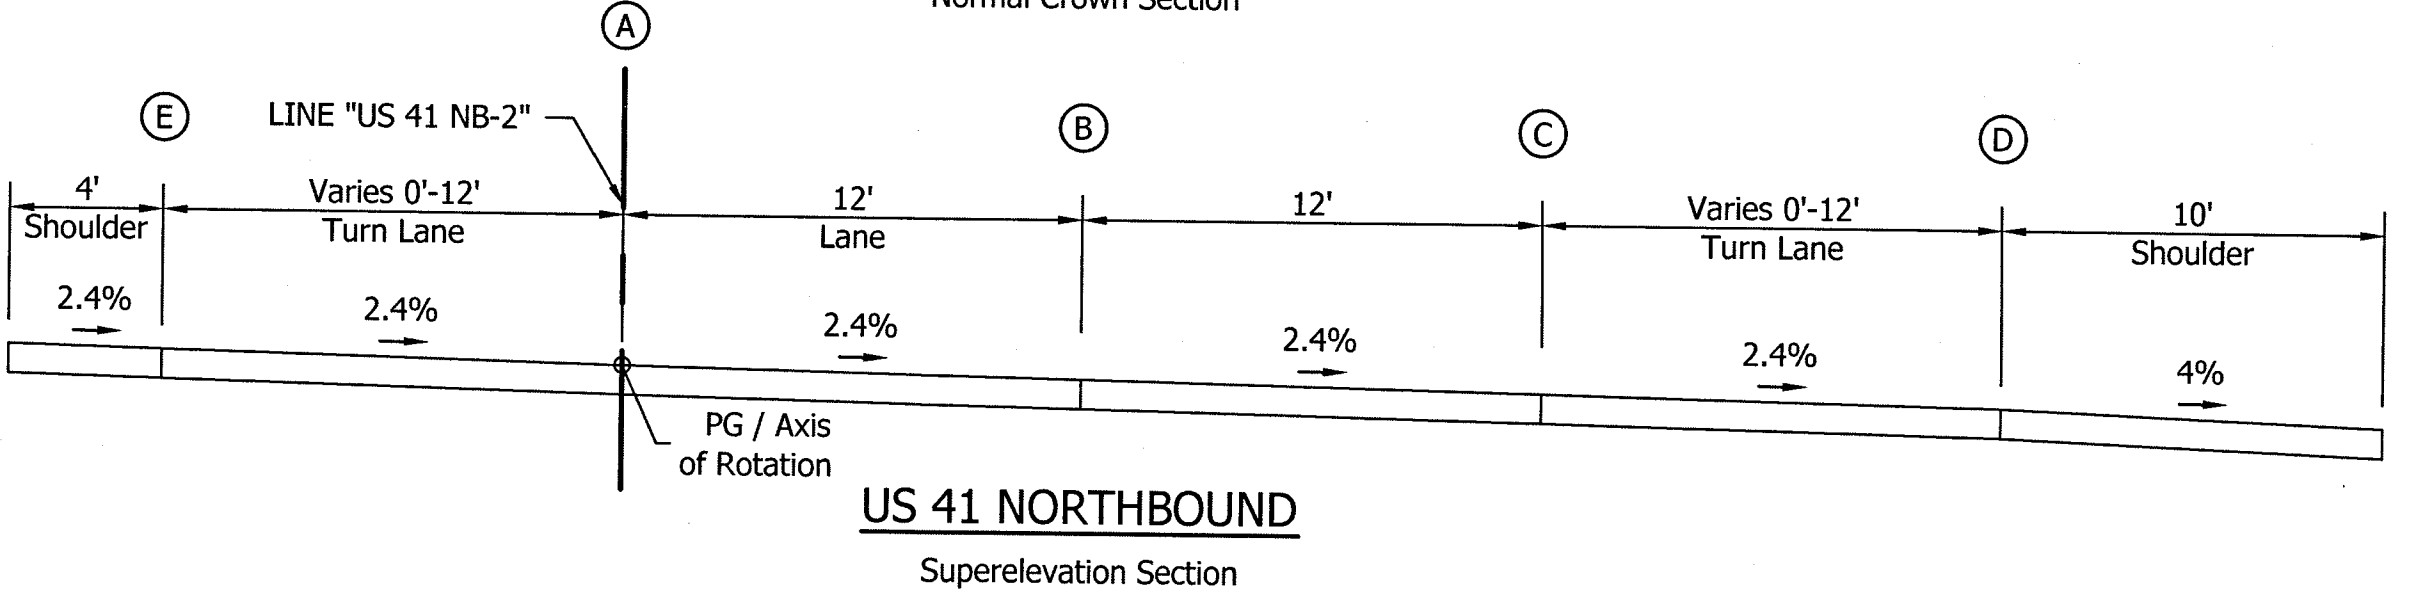 Normal Crown Section
A
E
LINE "US 41 NB-2"
B
C
D
4'
Shoulder
Varies 0'-12'
Turn Lane
12'
Lane
12'
Varies 0'-12'
Turn Lane
10'
Shoulder
2.4%
2.4%
2.4%
2.4%
2.4%
4%
PG / Axis
of Rotation
US 41 NORTHBOUND
Superelevation Section